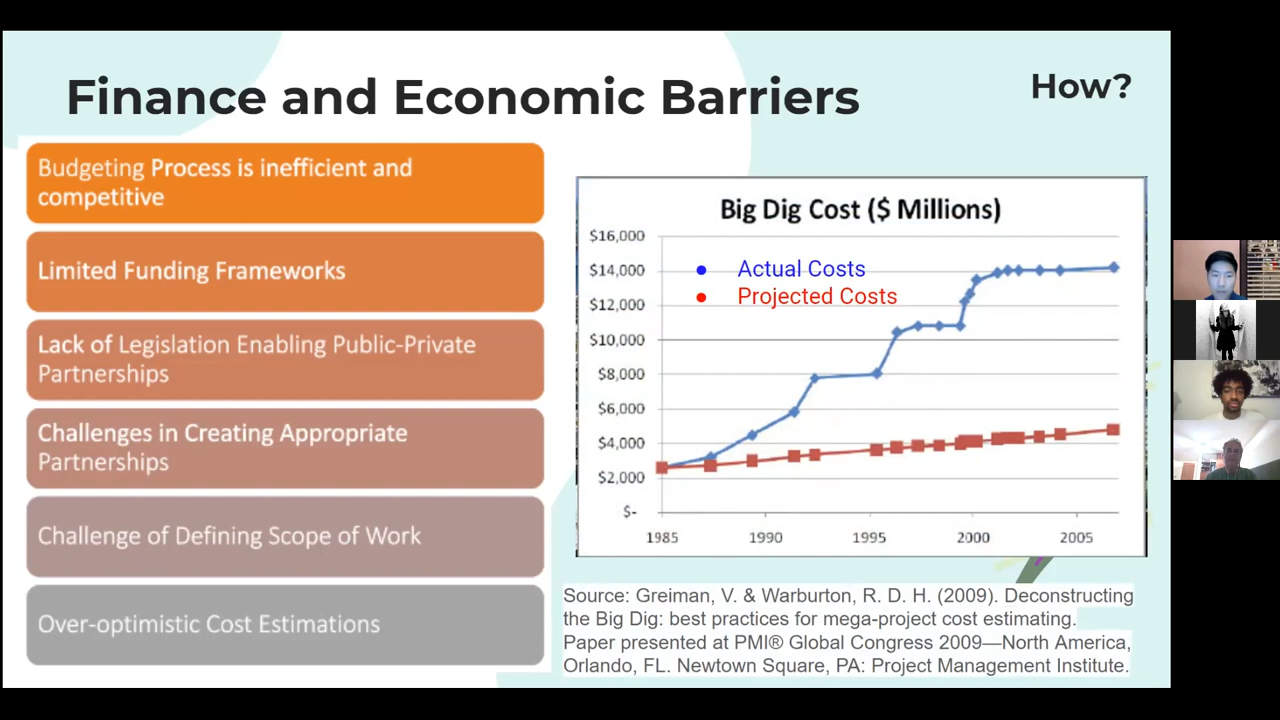 Finance and Economic Barriers
How?
Budgeting Process is inefficient and
competitive
Limited Funding Frameworks
Lack of Legislation Enabling Public-Private
Partnerships
Challenges in Creating Appropriate
Partnerships
Challenge of Defining Scope of Work
Over-optimistic Cost Estimations
Big Dig Cost ($ Millions)
$16,000
$14,000
$12,000
$10,000
$8,000
$6,000
$4,000
$2,000
$-
Actual Costs
Projected Costs
1985 1990 1995 2000 2005
Source: Greiman, V. & Warburton, R. D. H. (2009). Deconstructing
the Big Dig: best practices for mega-project cost estimating.
Paper presented at PMI® Global Congress 2009—North America,
Orlando, FL. Newtown Square, PA: Project Management Institute.